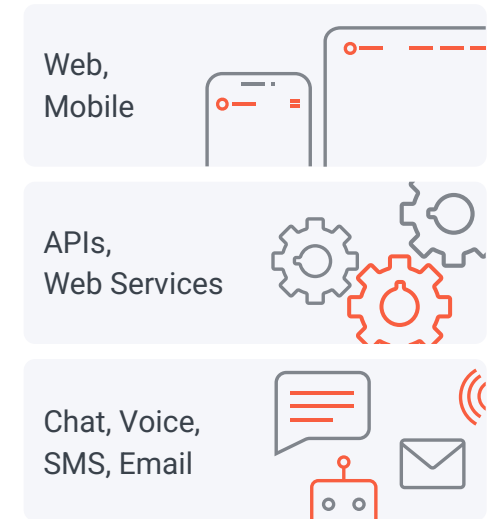 Web,
Mobile
APIs,
Web Services
Chat, Voice,
SMS, Email